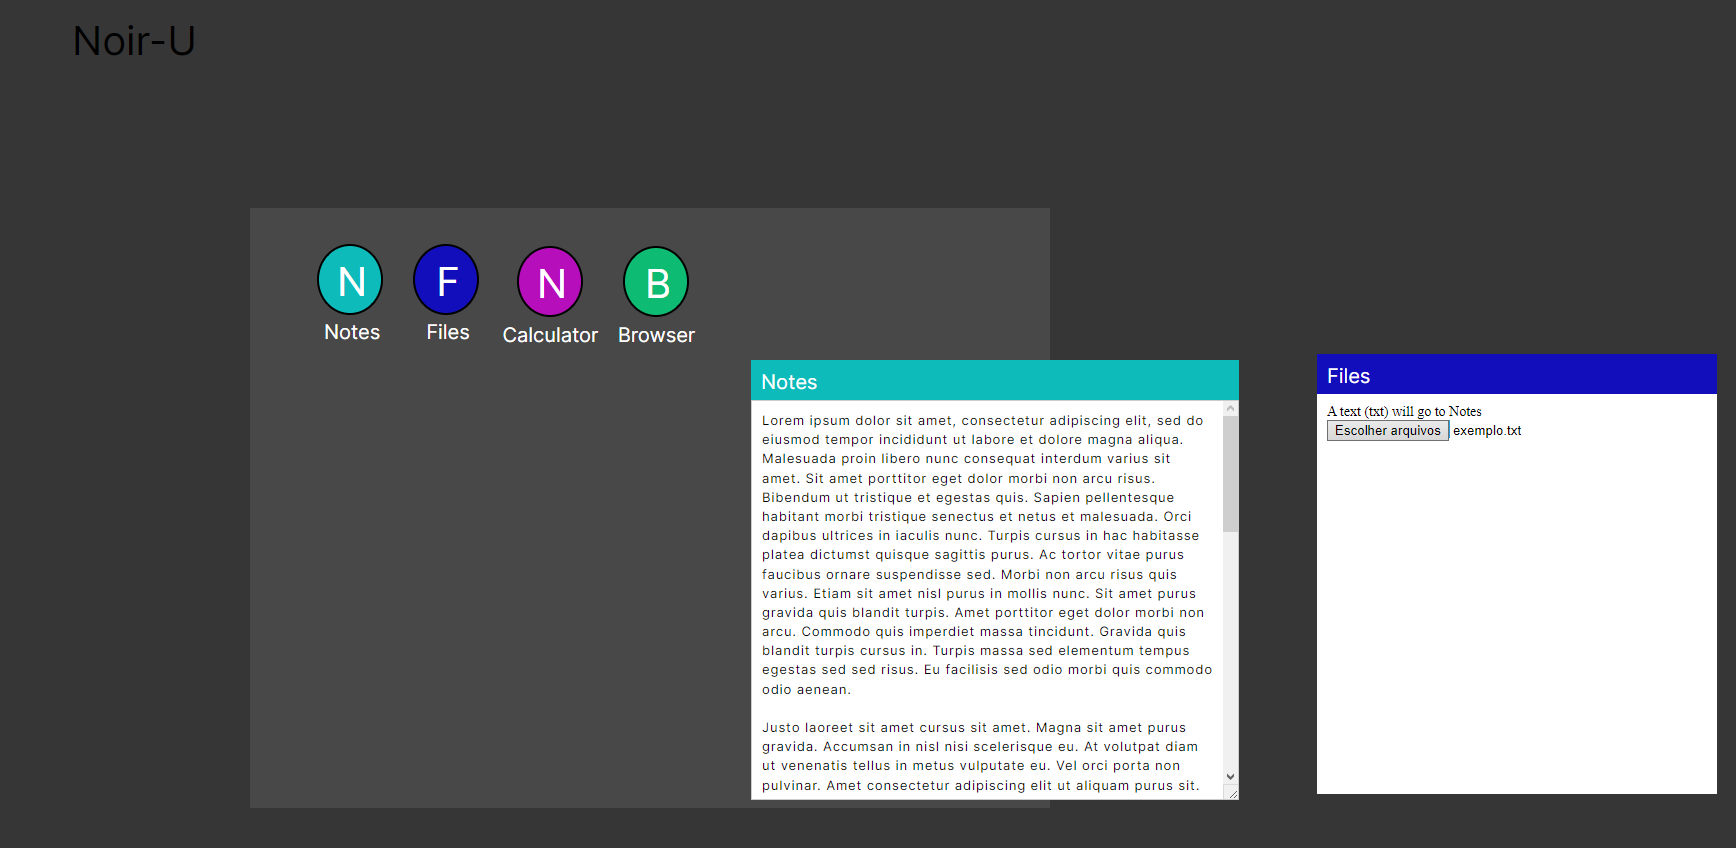 Noir-U
N F N B
Notes Files Calculator Browser
Notes
Lorem ipsum dolor sit amet, consectetur adipiscing elit, sed do
eiusmod tempor incididunt ut labore et dolore magna aliqua.
Malesuada proin libero nunc consequat interdum varius sit
amet. Sit amet porttitor eget dolor morbi non arcu risus.
Bibendum ut tristique et egestas quis. Sapien pellentesque
habitant morbi tristique senectus et netus et malesuada. Orci
dapibus ultrices in iaculis nunc. Turpis cursus in hac habitasse
platea dictumst quisque sagittis purus. Ac tortor vitae purus
faucibus ornare suspendisse sed. Morbi non arcu risus quis
varius. Etiam sit amet nisl purus in mollis nunc. Sit amet purus
gravida quis blandit turpis. Amet porttitor eget dolor morbi non
arcu. Commodo quis imperdiet massa tincidunt. Gravida quis
blandit turpis cursus in. Turpis massa sed elementum tempus
egestas sed sed risus. Eu facilisis sed odio morbi quis commodo
odio aenean.
Justo laoreet sit amet cursus sit amet. Magna sit amet purus
gravida. Accumsan in nisl nisi scelerisque eu. At volutpat diam
ut venenatis tellus in metus vulputate eu. Vel orci porta non
pulvinar. Amet consectetur adipiscing elit ut aliquam purus sit.
Files
A text (txt) will go to Notes
Escolher arquivos exemplo.txt